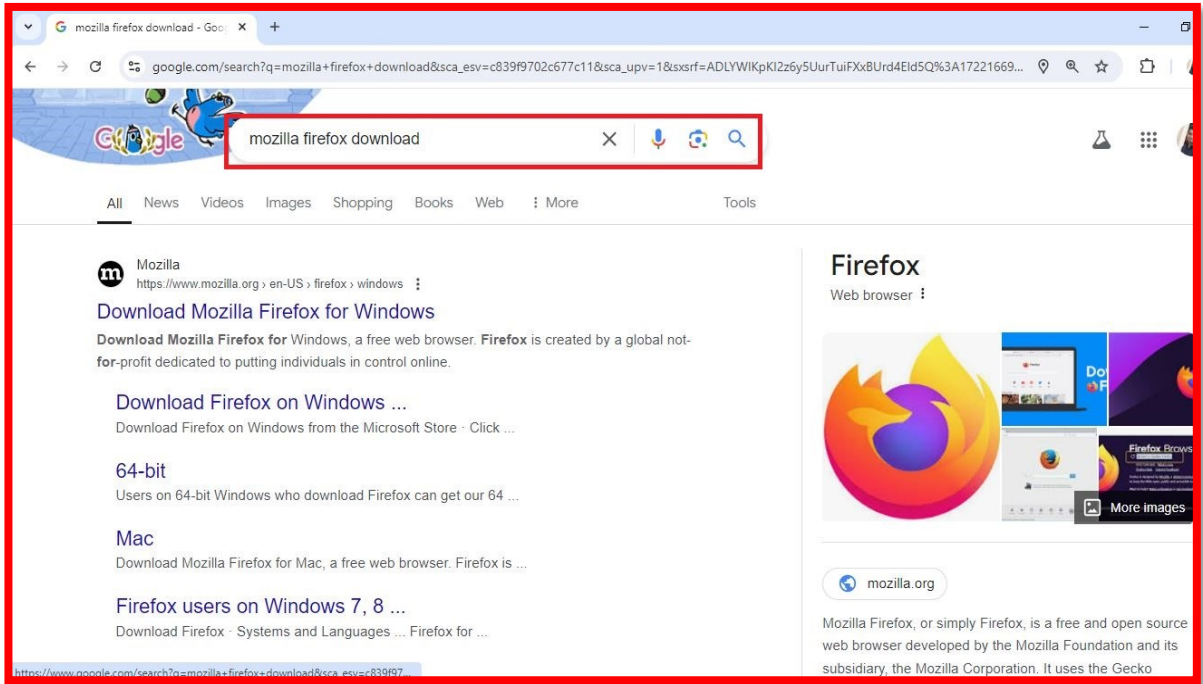 mozilla firefox download - Goo
google.com/search?q=mozilla+firefox+download&sca_esv=c839f9702c677c11&sca_upv=1&sxsrf=ADLYWIKpKI2z6y5UurTuiFXxBUrd4EId5Q%3A17221669...
Google
mozilla firefox download
All News Videos Images Shopping Books Web More Tools
Mozilla
https://www.mozilla.org › en-US › firefox › windows
Download Mozilla Firefox for Windows
Download Mozilla Firefox for Windows, a free web browser. Firefox is created by a global not-
for-profit dedicated to putting individuals in control online.
Download Firefox on Windows ...
Download Firefox on Windows from the Microsoft Store · Click ...
64-bit
Users on 64-bit Windows who download Firefox can get our 64 ...
Mac
Download Mozilla Firefox for Mac, a free web browser. Firefox is ...
Firefox users on Windows 7, 8 ...
Download Firefox · Systems and Languages ... Firefox for ...
https://www.google.com/search?q=mozilla+firefox+download&sca_esv=c839f97...
Firefox
Web browser
Firefox Brows
More images
mozilla.org
Mozilla Firefox, or simply Firefox, is a free and open source
web browser developed by the Mozilla Foundation and its
subsidiary, the Mozilla Corporation. It uses the Gecko